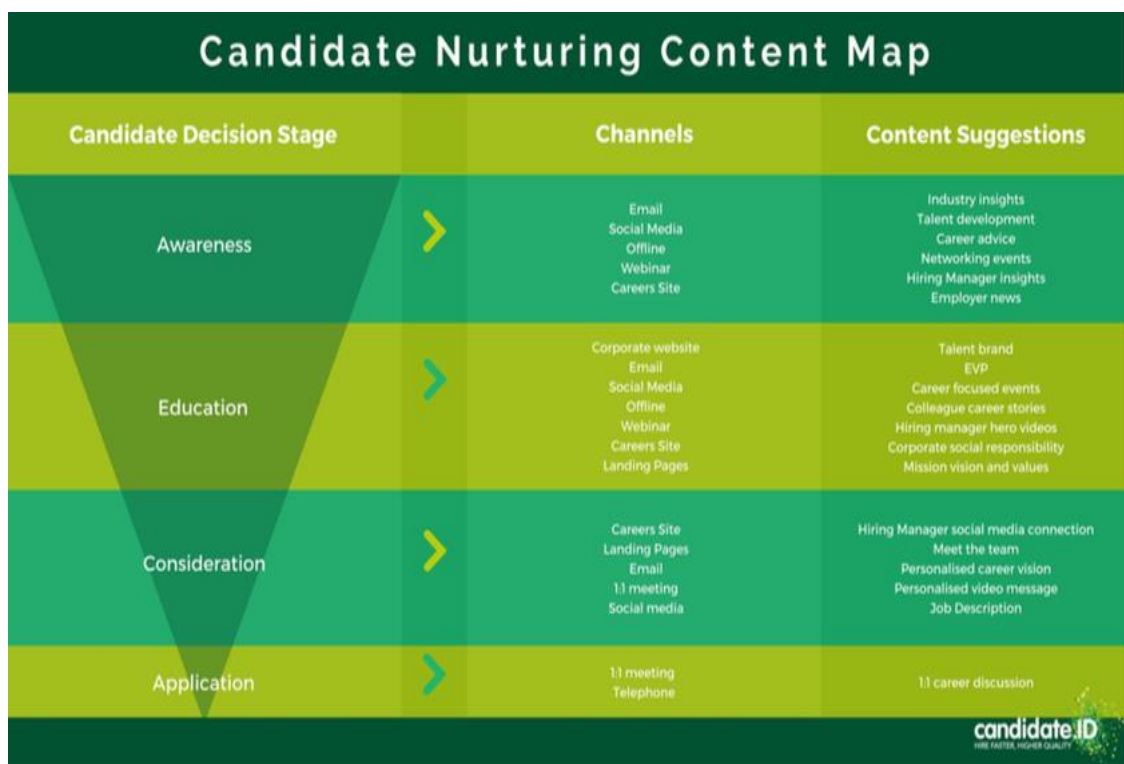 Candidate Nurturing Content Map
Candidate Decision Stage
Channels
Content Suggestions
Awareness
Email
Social Media
Offline
Webinar
Careers Site
Industry insights
Talent development
Career advice
Networking events
Hiring Manager insights
Employer news
Education
Corporate website
Email
Social Media
Offline
Webinar
Careers Site
Landing Pages
Talent brand
EVP
Career focused events
Colleague career stories
Hiring manager hero videos
Corporate social responsibility
Mission vision and values
Consideration
Careers Site
Landing Pages
Email
1:1 meeting
Social media
Hiring Manager social media connection
Meet the team
Personalised career vision
Personalised video message
Job Description
Application
1:1 meeting
Telephone
1:1 career discussion
candidate.ID
HIRE FASTER, HIGHER QUALITY